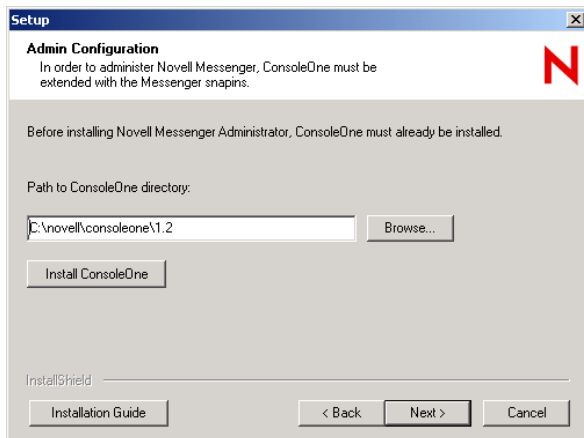 Setup
Admin Configuration
In order to administer Novell Messenger, ConsoleOne must be
extended with the Messenger snapins.
N
Before installing Novell Messenger Administrator, ConsoleOne must already be installed.
Path to ConsoleOne directory:
C:\novell\consoleone\1.2
Browse...
Install ConsoleOne
InstallShield
Installation Guide
< Back
Next >
Cancel